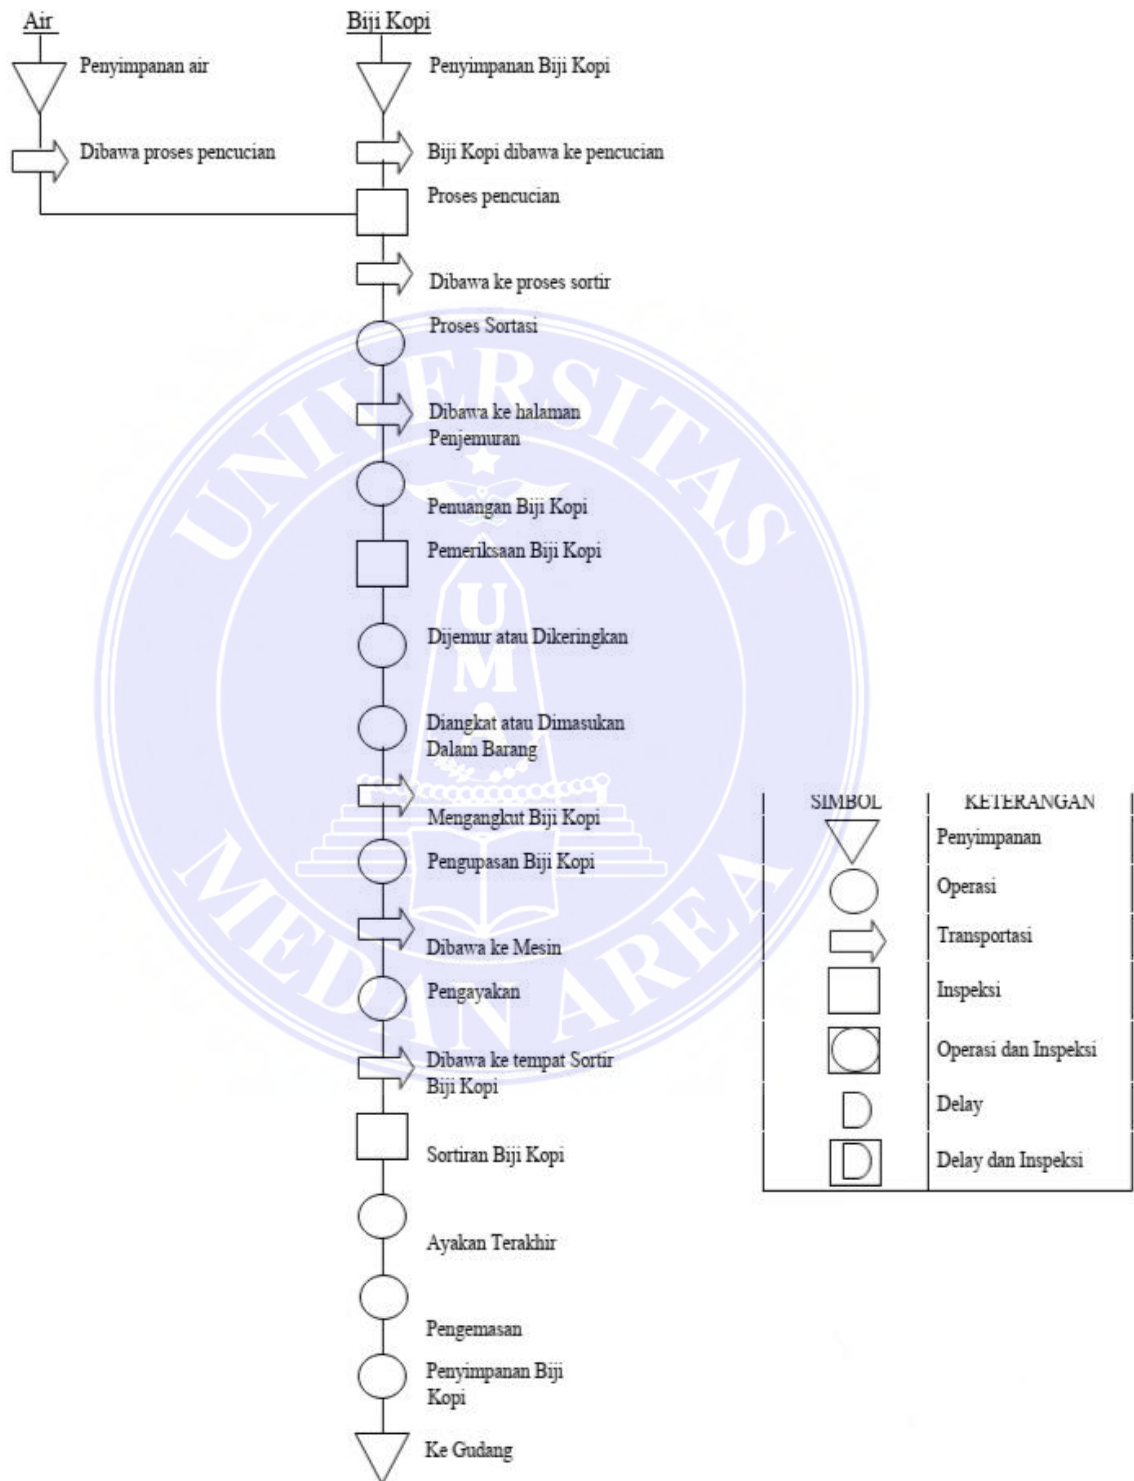 Air
Biji Kopi
Penyimpanan air
Penyimpanan Biji Kopi
Dibawa proses pencucian
Biji Kopi dibawa ke pencucian
Proses pencucian
Dibawa ke proses sortir
Proses Sortasi
Dibawa ke halaman
Penjemuran
Penuangan Biji Kopi
Pemeriksaan Biji Kopi
Dijemur atau Dikeringkan
Diangkat atau Dimasukan
Dalam Barang
Mengangkut Biji Kopi
Pengupasan Biji Kopi
Dibawa ke Mesin
Pengayakan
Dibawa ke tempat Sortir
Biji Kopi
Sortiran Biji Kopi
Ayakan Terakhir
Pengemasan
Penyimpanan Biji
Kopi
Ke Gudang
SIMBOL KETERANGAN
Penyimpanan
Operasi
Transportasi
Inspeksi
Operasi dan Inspeksi
Delay
Delay dan Inspeksi
UNIVERSITAS
UMA
MEDAN AREA